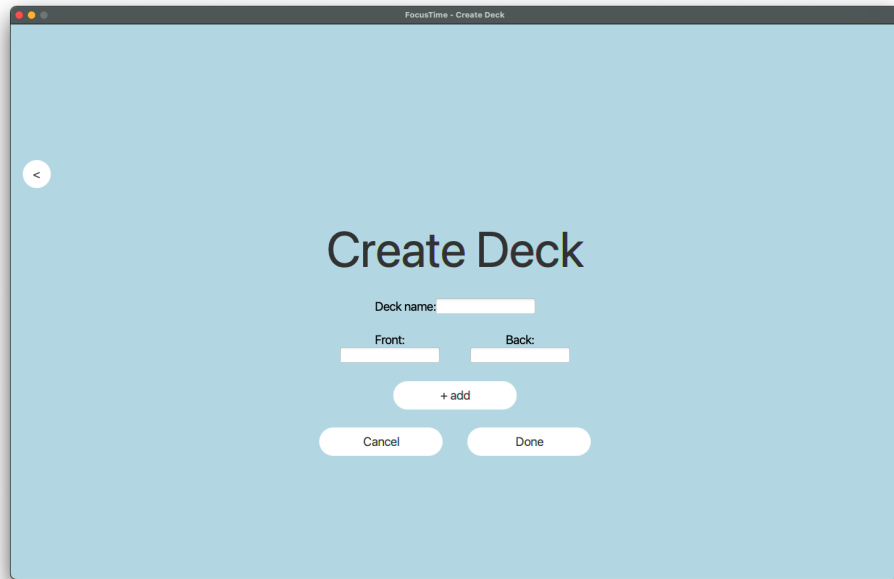 FocusTime - Create Deck
<
Create Deck
Deck name:
Front: Back:
+ add
Cancel Done